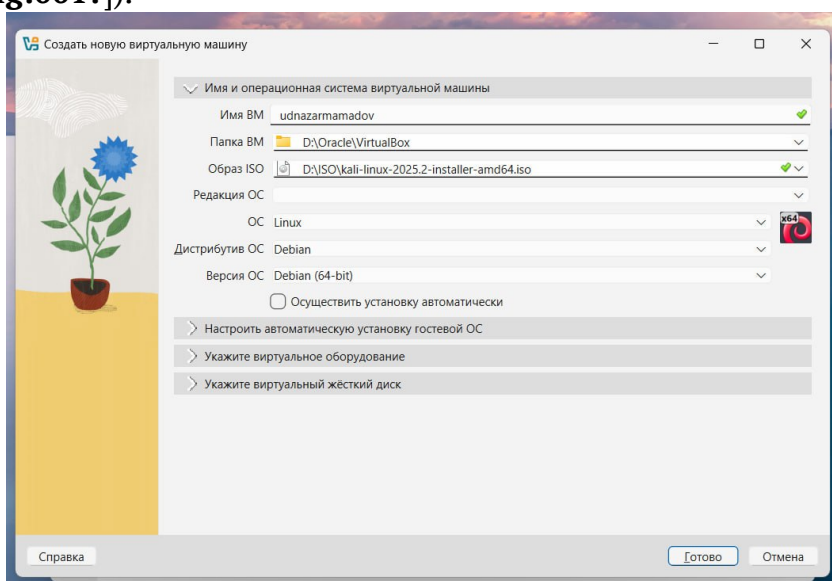 g:001?]).
Создать новую виртуальную машину
Имя и операционная система виртуальной машины
Имя ВМ udnazarmamadov
Папка ВМ D:\Oracle\VirtualBox
Образ ISO D:\ISO\kali-linux-2025.2-installer-amd64.iso
Редакция ОС
ОС Linux
x64
Дистрибутив ОС Debian
Версия ОС Debian (64-bit)
Осуществить установку автоматически
Настроить автоматическую установку гостевой ОС
Укажите виртуальное оборудование
Укажите виртуальный жёсткий диск
Справка
Готово
Отмена